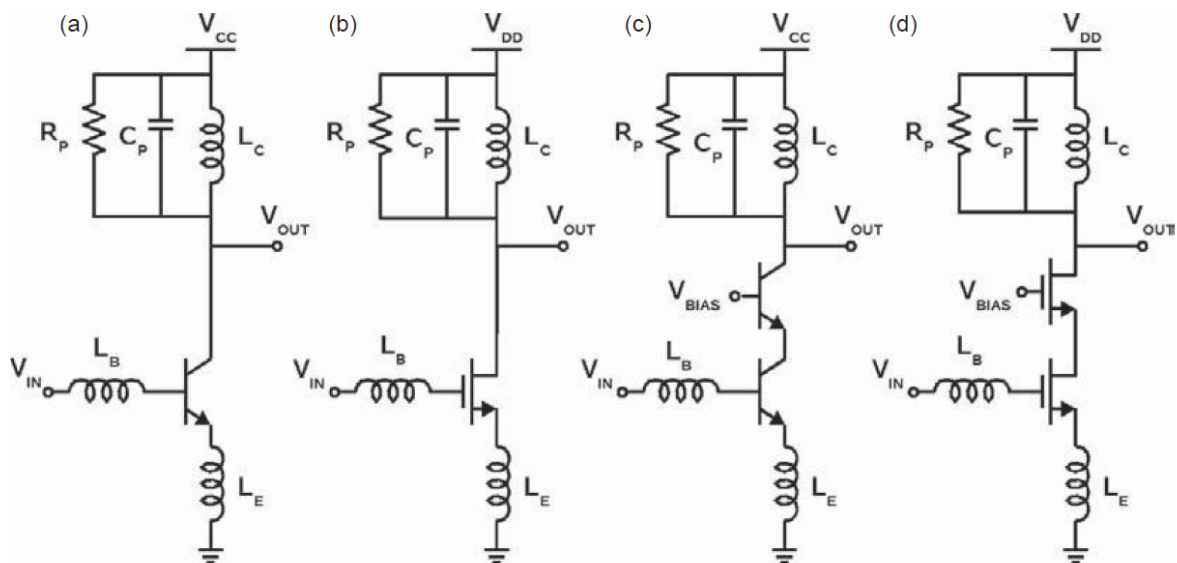 (a)
V_CC
R_P
C_P
L_C
V_OUT
V_IN
L_B
L_E
(b)
V_DD
R_P
C_P
L_C
V_OUT
V_IN
L_B
L_E
(c)
V_CC
R_P
C_P
L_C
V_OUT
V_BIAS
V_IN
L_B
L_E
(d)
V_DD
R_P
C_P
L_C
V_OUT
V_BIAS
V_IN
L_B
L_E